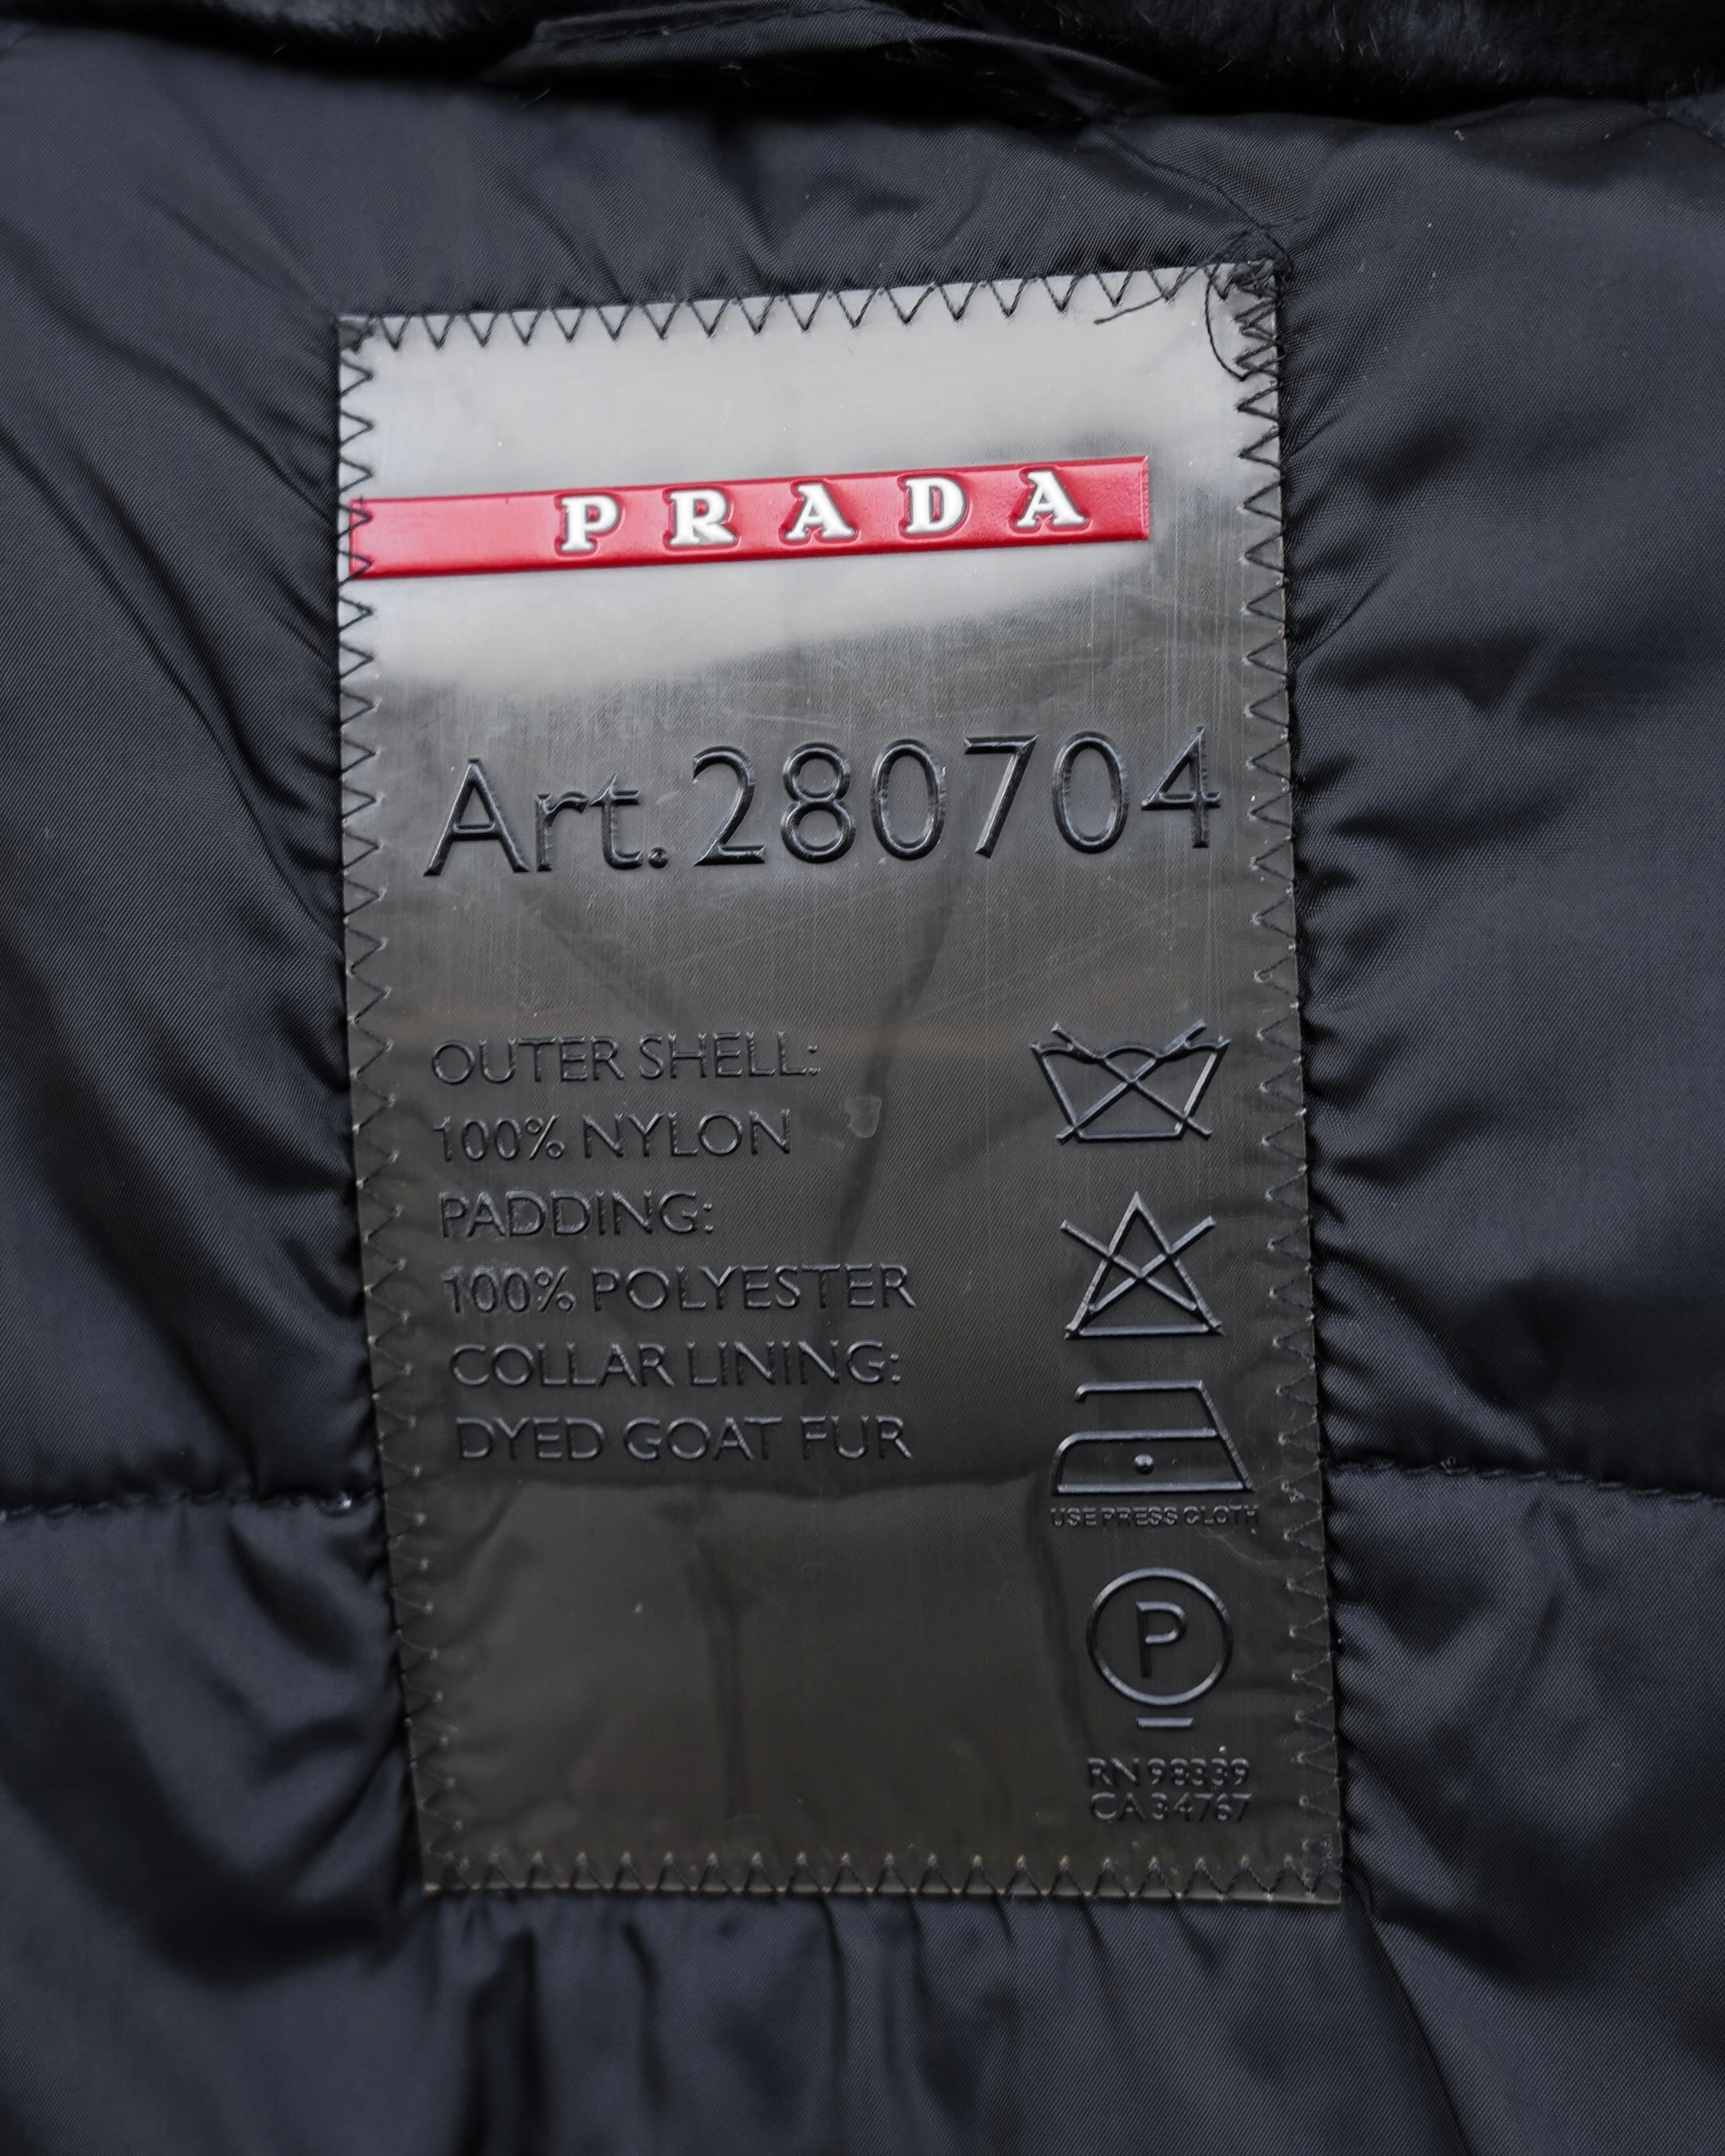 PRADA
Art. 280704
OUTER SHELL:
100% NYLON
PADDING:
100% POLYESTER
COLLAR LINING:
DYED GOAT FUR
USE PRESS CLOTH
P
RN 98339
CA 34767